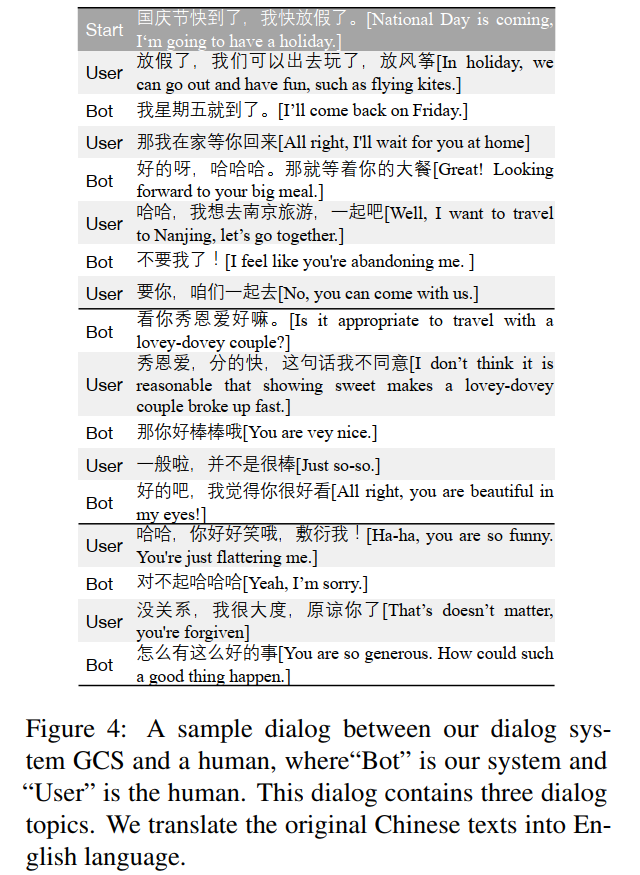 Start 国庆节快到了，我快放假了。[National Day is coming,
I‘m going to have a holiday.]
User 放假了，我们可以出去玩了，放风筝[In holiday, we
can go out and have fun, such as flying kites.]
Bot 我星期五就到了。[I’ll come back on Friday.]
User 那我在家等你回来[All right, I'll wait for you at home]
Bot 好的呀，哈哈哈。那就等着你的大餐[Great! Looking
forward to your big meal.]
User 哈哈，我想去南京旅游，一起吧[Well, I want to travel
to Nanjing, let’s go together.]
Bot 不要我了！[I feel like you're abandoning me. ]
User 要你，咱们一起去[No, you can come with us.]
Bot 看你秀恩爱好嘛。[Is it appropriate to travel with a
lovey-dovey couple?]
User 秀恩爱，分的快，这句话我不同意[I don’t think it is
reasonable that showing sweet makes a lovey-dovey
couple broke up fast.]
Bot 那你好棒棒哦[You are vey nice.]
User 一般啦，并不是很棒[Just so-so.]
Bot 好的吧，我觉得你很好看[All right, you are beautiful in
my eyes!]
User 哈哈，你好好笑哦，敷衍我！[Ha-ha, you are so funny.
You're just flattering me.]
Bot 对不起哈哈哈[Yeah, I’m sorry.]
User 没关系，我很大度，原谅你了[That’s doesn’t matter,
you're forgiven]
Bot 怎么有这么好的事[You are so generous. How could such
a good thing happen.]
Figure 4: A sample dialog between our dialog sys-
tem GCS and a human, where“Bot” is our system and
“User” is the human. This dialog contains three dialog
topics. We translate the original Chinese texts into En-
glish language.